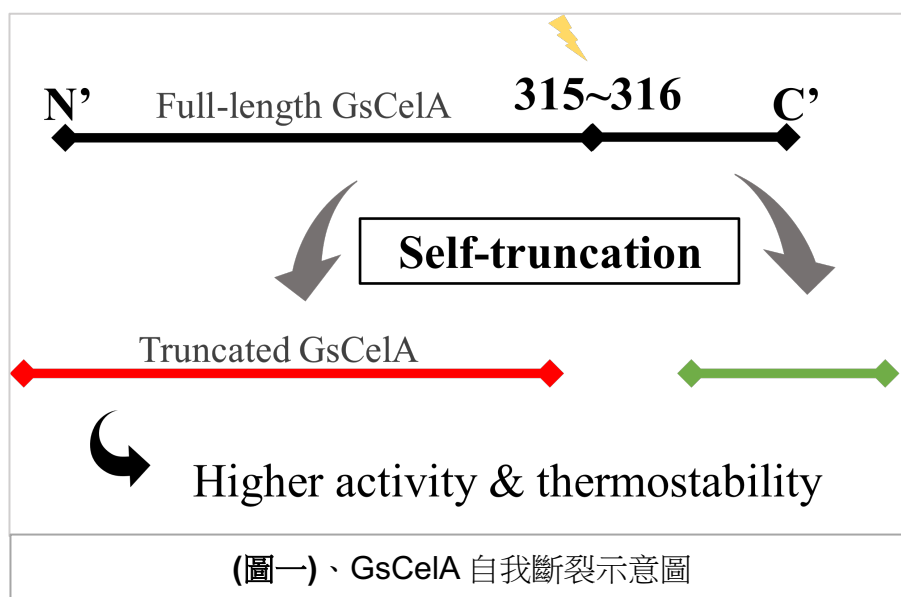 N’
Full-length GsCelA
315~316
C’
Self-truncation
Truncated GsCelA
Higher activity & thermostability
(圖一)、GsCelA 自我斷裂示意圖